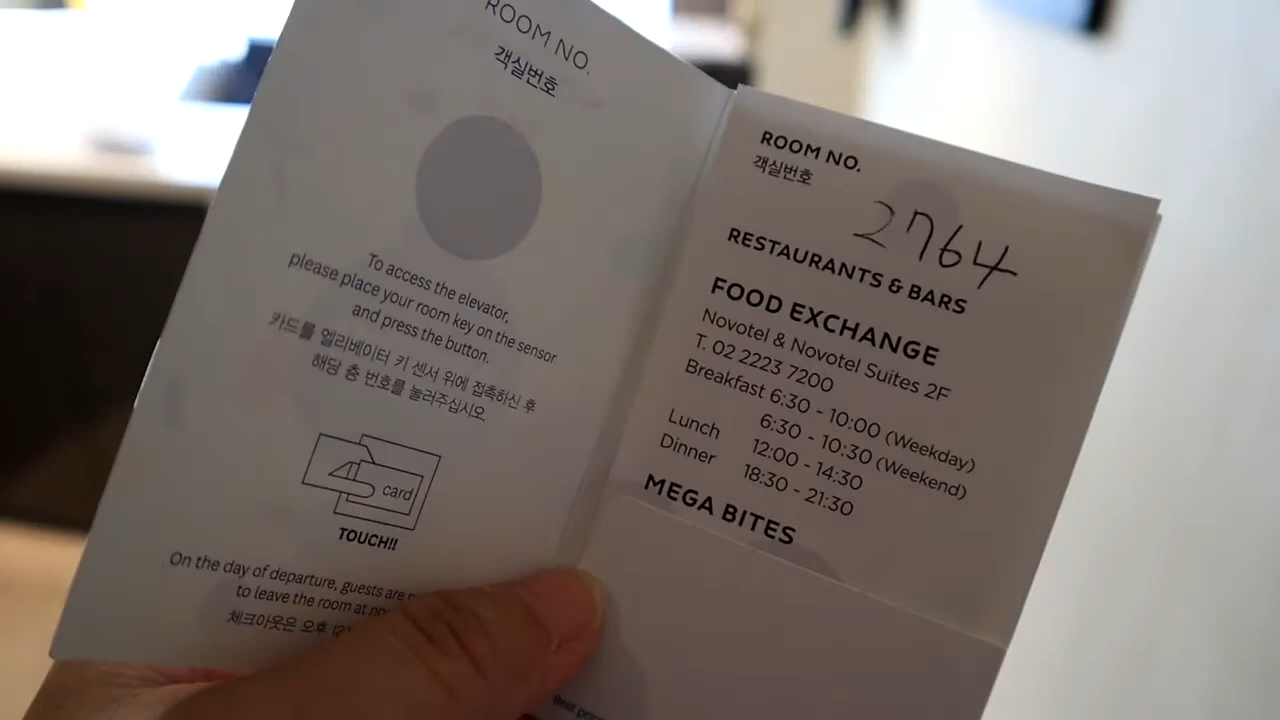 ROOM NO.
객실번호
To access the elevator,
please place your room key on the sensor
and press the button.
카드를 엘리베이터 키 센서 위에 접촉하신 후
해당 층 번호를 눌러주십시오
card
TOUCH!!
On the day of departure, guests are
to leave the room at
체크아웃은 오후 12
ROOM NO.
객실번호
2764
RESTAURANTS & BARS
FOOD EXCHANGE
Novotel & Novotel Suites 2F
T. 02 2223 7200
Breakfast 6:30 - 10:00 (Weekday)
6:30 - 10:30 (Weekend)
Lunch 12:00 - 14:30
Dinner 18:30 - 21:30
MEGA BITES